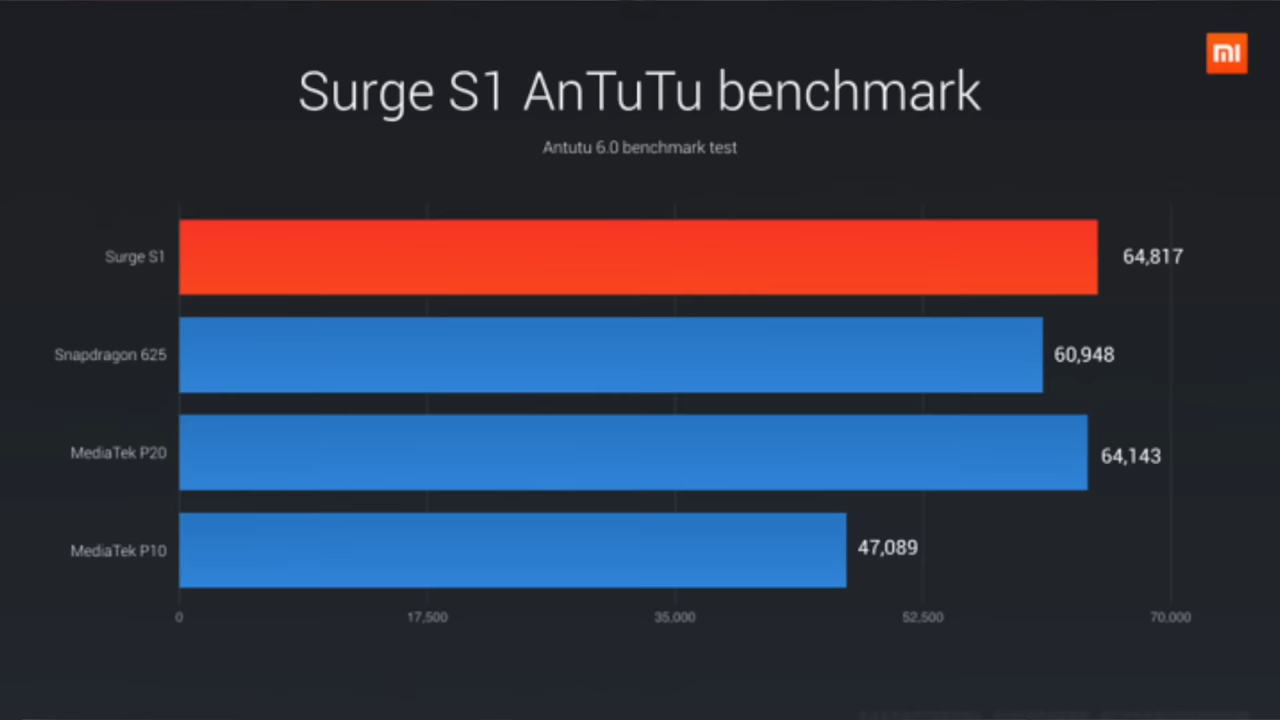 mi
Surge S1 AnTuTu benchmark
Antutu 6.0 benchmark test
Surge S1
64,817
Snapdragon 625
60,948
MediaTek P20
64,143
MediaTek P10
47,089
0
17,500
35,000
52,500
70,000